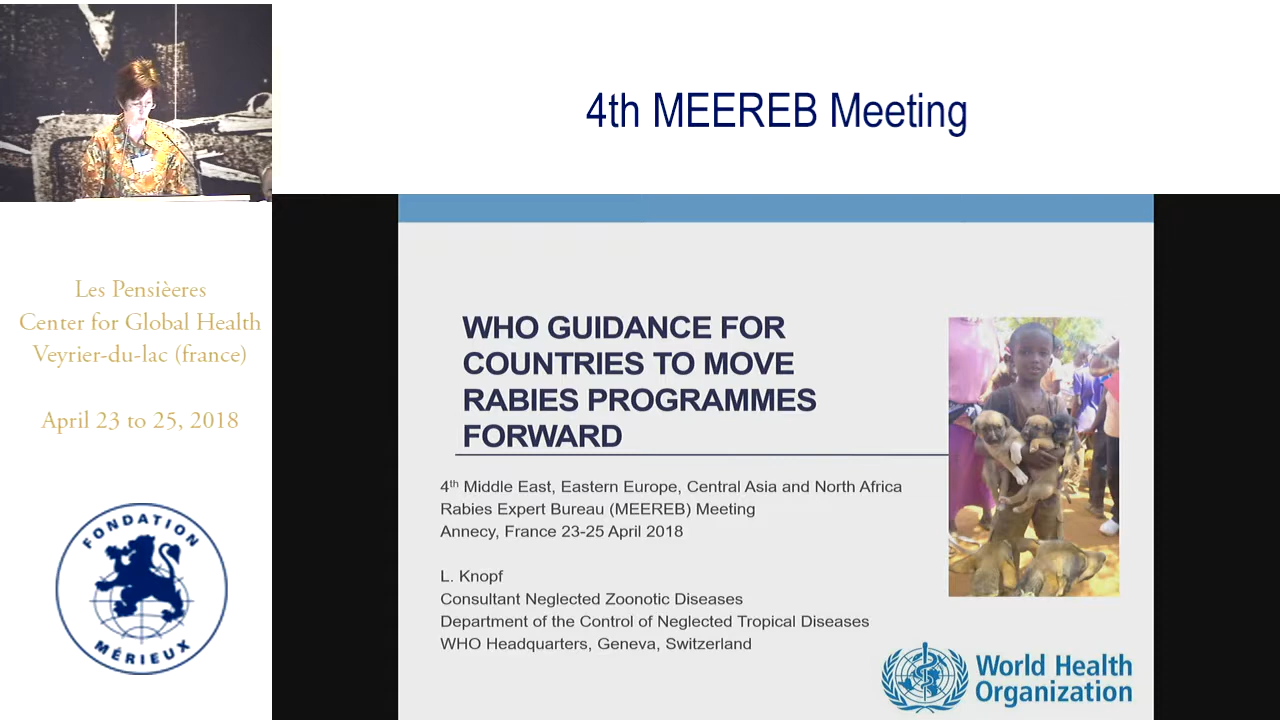 4th MEEREB Meeting
Les Pensièeres
Center for Global Health
Veyrier-du-lac (france)
April 23 to 25, 2018
FONDATION
MÉRIEUX
WHO GUIDANCE FOR
COUNTRIES TO MOVE
RABIES PROGRAMMES
FORWARD
4th Middle East, Eastern Europe, Central Asia and North Africa
Rabies Expert Bureau (MEEREB) Meeting
Annecy, France 23-25 April 2018
L. Knopf
Consultant Neglected Zoonotic Diseases
Department of the Control of Neglected Tropical Diseases
WHO Headquarters, Geneva, Switzerland
World Health
Organization